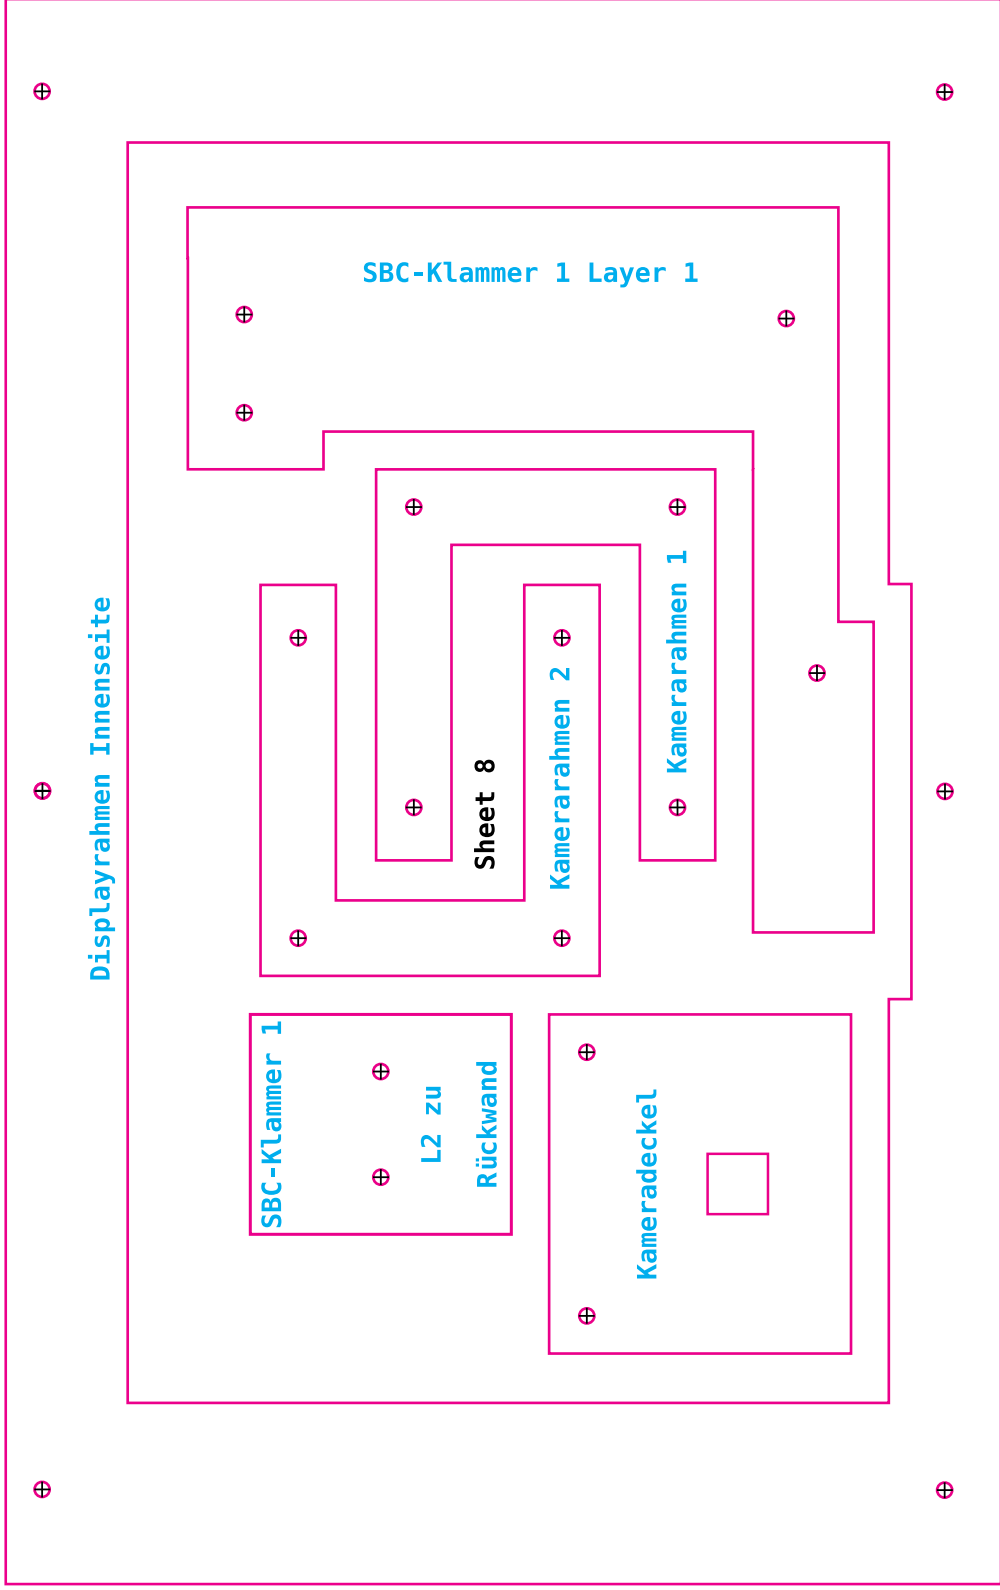 SBC-Klammer 1 Layer 1
Displayrahmen Innenseite
Kamerarahmen 1
Kamerarahmen 2
Sheet 8
SBC-Klammer 1
L2 zu
Rückwand
Kameradeckel